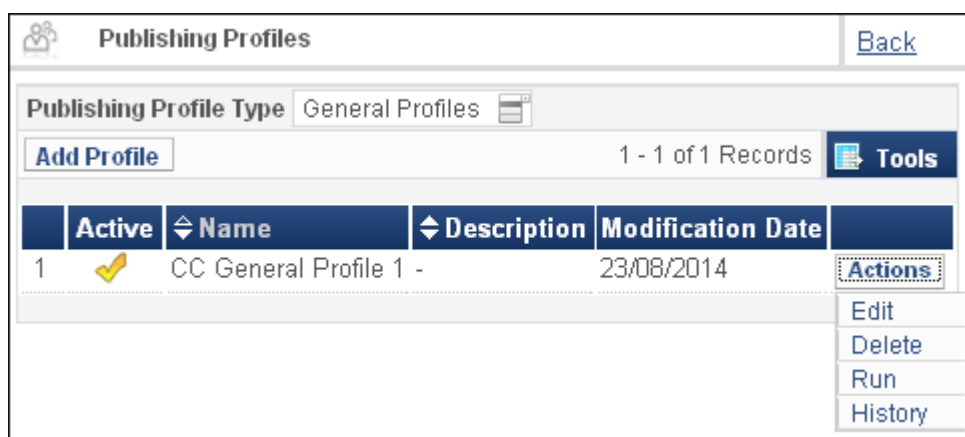 Publishing Profiles Back
Publishing Profile Type General Profiles
Add Profile 1 - 1 of 1 Records Tools
Active Name Description Modification Date
1 CC General Profile 1 - 23/08/2014 Actions
Edit
Delete
Run
History